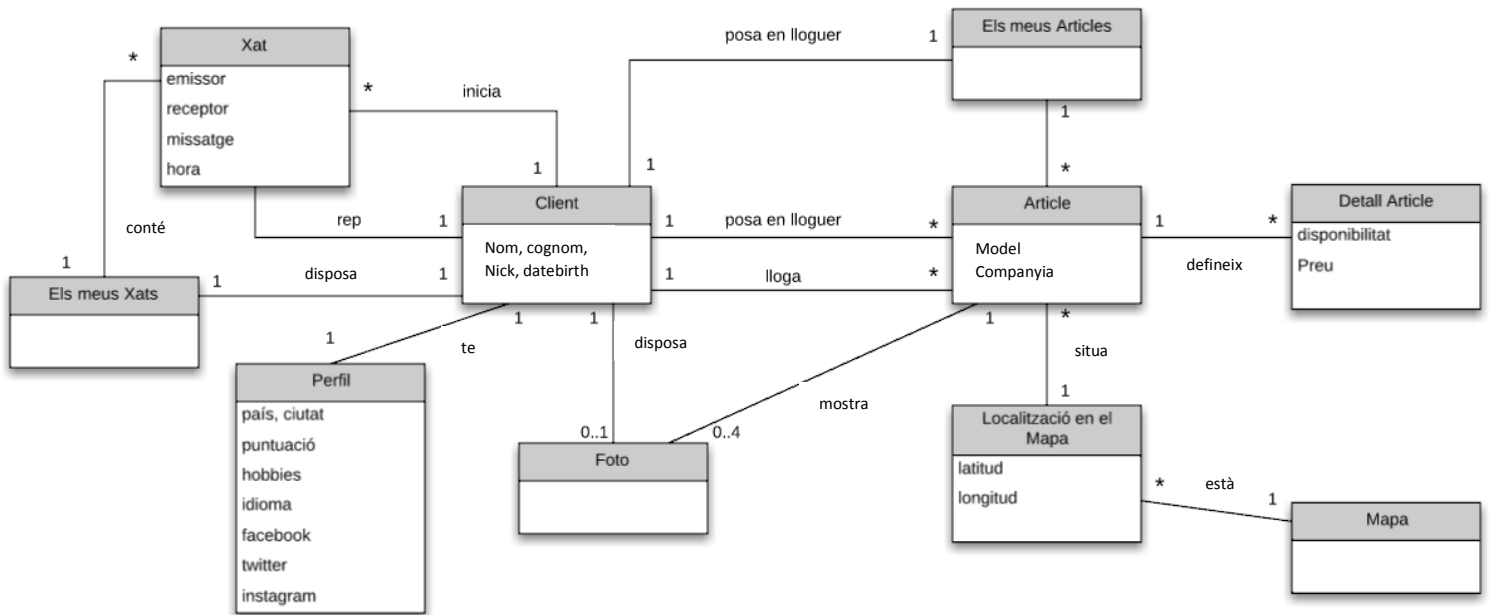 Xat
emissor
receptor
missatge
hora
*
*
inicia
1
posa en lloguer
1
1
Els meus Articles
1
*
conté
1
rep
1
Client
Nom, cognom,
Nick, datebirth
1
posa en lloguer
*
1
lloga
*
Article
Model
Companyia
1
defineix
*
Detall Article
disponibilitat
Preu
Els meus Xats
1
disposa
1
1
te
1
Perfil
país, ciutat
puntuació
hobbies
idioma
facebook
twitter
instagram
1
disposa
0..1
Foto
1
mostra
0..4
*
situa
1
Localització en el
Mapa
latitud
longitud
*
està
1
Mapa